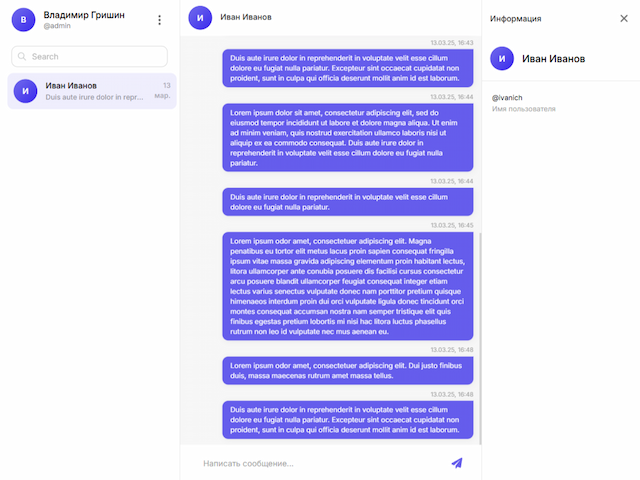 В
Владимир Гришин
@admin
Search
И
Иван Иванов
13
Duis aute irure dolor in repr...
мар.
И
Иван Иванов
13.03.25, 16:43
Duis aute irure dolor in reprehenderit in voluptate velit esse cillum
dolore eu fugiat nulla pariatur. Excepteur sint occaecat cupidatat non
proident, sunt in culpa qui officia deserunt mollit anim id est laborum.
13.03.25, 16:44
Lorem ipsum dolor sit amet, consectetur adipiscing elit, sed do
eiusmod tempor incididunt ut labore et dolore magna aliqua. Ut enim
ad minim veniam, quis nostrud exercitation ullamco laboris nisi ut
aliquip ex ea commodo consequat. Duis aute irure dolor in
reprehenderit in voluptate velit esse cillum dolore eu fugiat nulla
pariatur.
13.03.25, 16:44
Duis aute irure dolor in reprehenderit in voluptate velit esse cillum
dolore eu fugiat nulla pariatur.
13.03.25, 16:45
Lorem ipsum odor amet, consectetuer adipiscing elit. Magna
penatibus eu tortor elit metus lacus proin sapien consequat fringilla
ipsum vitae massa gravida adipiscing elementum proin habitant lectus,
litora ullamcorper ante conubia posuere dis facilisi cursus consectetur
arcu posuere blandit ullamcorper feugiat consequat integer etiam
lectus varius senectus vulputate donec nam porttitor pretium quisque
himenaeos interdum proin dui orci vulputate ligula donec tincidunt orci
montes consequat accumsan nostra nam semper tristique elit quis
finibus egestas pretium lobortis mi nisi hac litora luctus phasellus
rutrum non leo id vulputate nec mus aenean eu.
13.03.25, 16:48
Lorem ipsum odor amet, consectetuer adipiscing elit. Dui justo finibus
duis, massa maecenas rutrum amet massa tellus.
13.03.25, 16:48
Duis aute irure dolor in reprehenderit in voluptate velit esse cillum
dolore eu fugiat nulla pariatur. Excepteur sint occaecat cupidatat non
proident, sunt in culpa qui officia deserunt mollit anim id est laborum.
Написать сообщение...
Информация
И
Иван Иванов
@ivanich
Имя пользователя